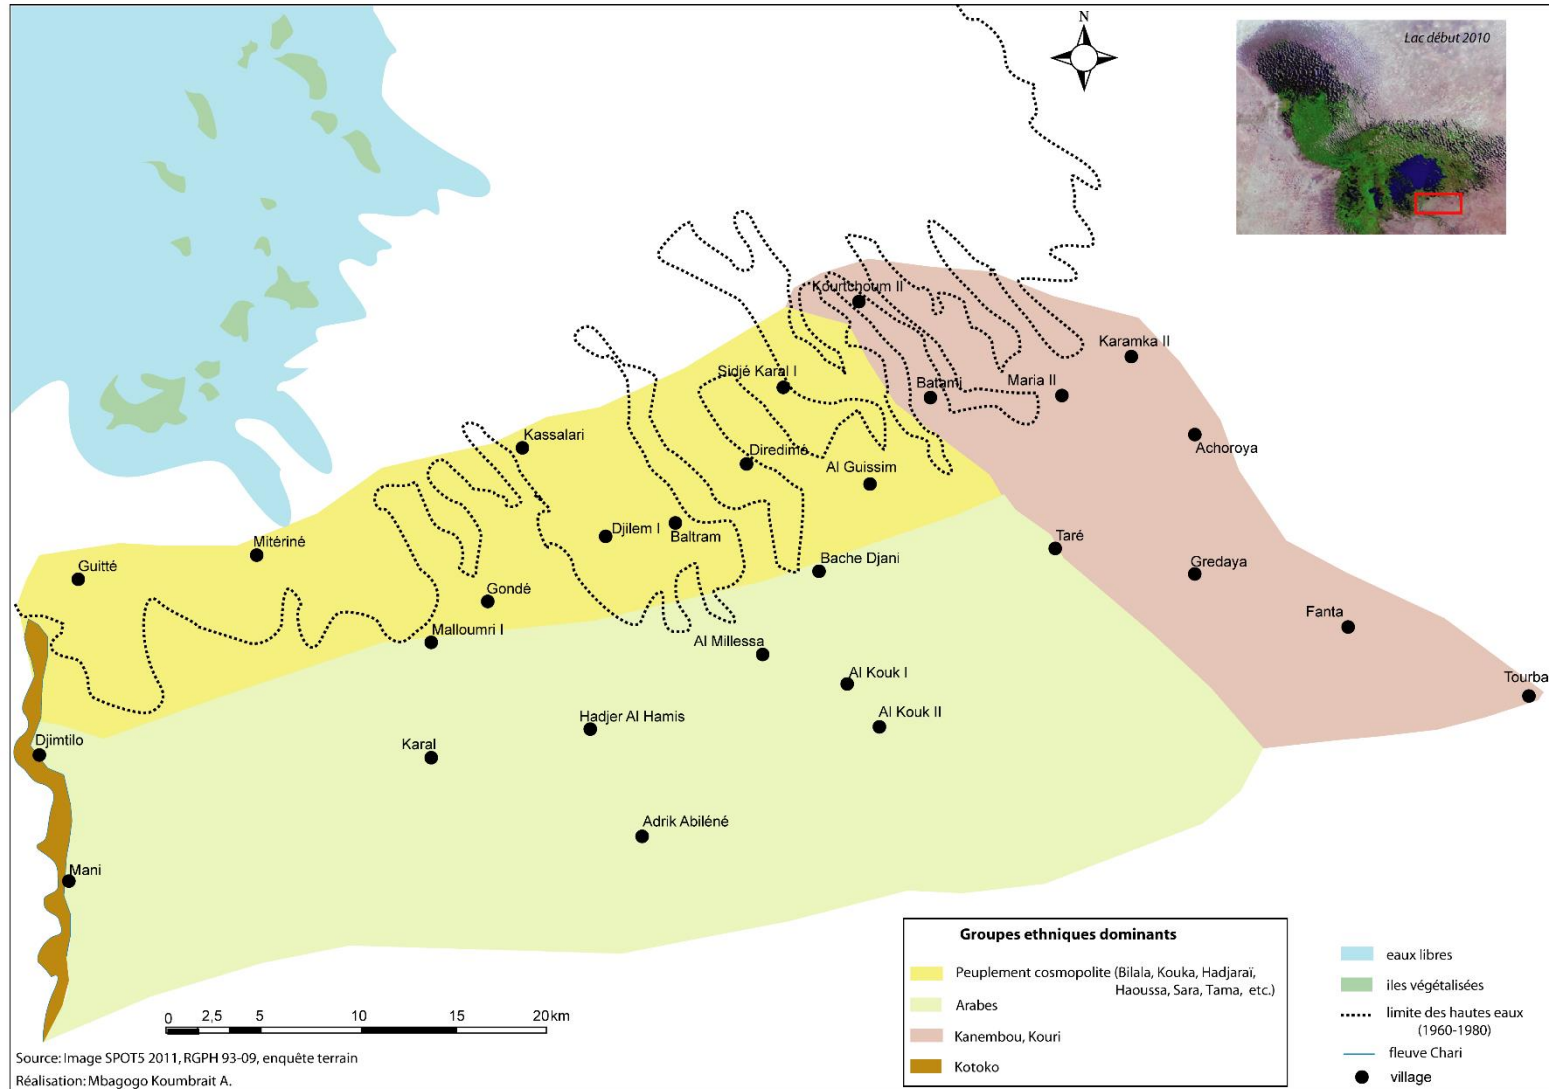 N
Lac début 2010
Kourtchoum II
Karamka II
Sidjé Karal I
Batami
Maria II
Kassalari
Achoroya
Diredimé
Al Guissim
Djilem I
Baltram
Mitériné
Taré
Guitté
Bache Djani
Gredaya
Gondé
Fanta
Malloumri I
Al Millessa
Al Kouk I
Tourba
Hadjer Al Hamis
Al Kouk II
Djimtilo
Karal
Adrik Abiléné
Mani
Groupes ethniques dominants
Peuplement cosmopolite (Bilala, Kouka, Hadjaraï,
Haoussa, Sara, Tama, etc.)
Arabes
Kanembou, Kouri
Kotoko
eaux libres
iles végétalisées
limite des hautes eaux
(1960-1980)
fleuve Chari
village
0 2,5 5 10 15 20 km
Source: Image SPOT5 2011, RGPH 93-09, enquête terrain
Réalisation: Mbagogo Koumbrait A.